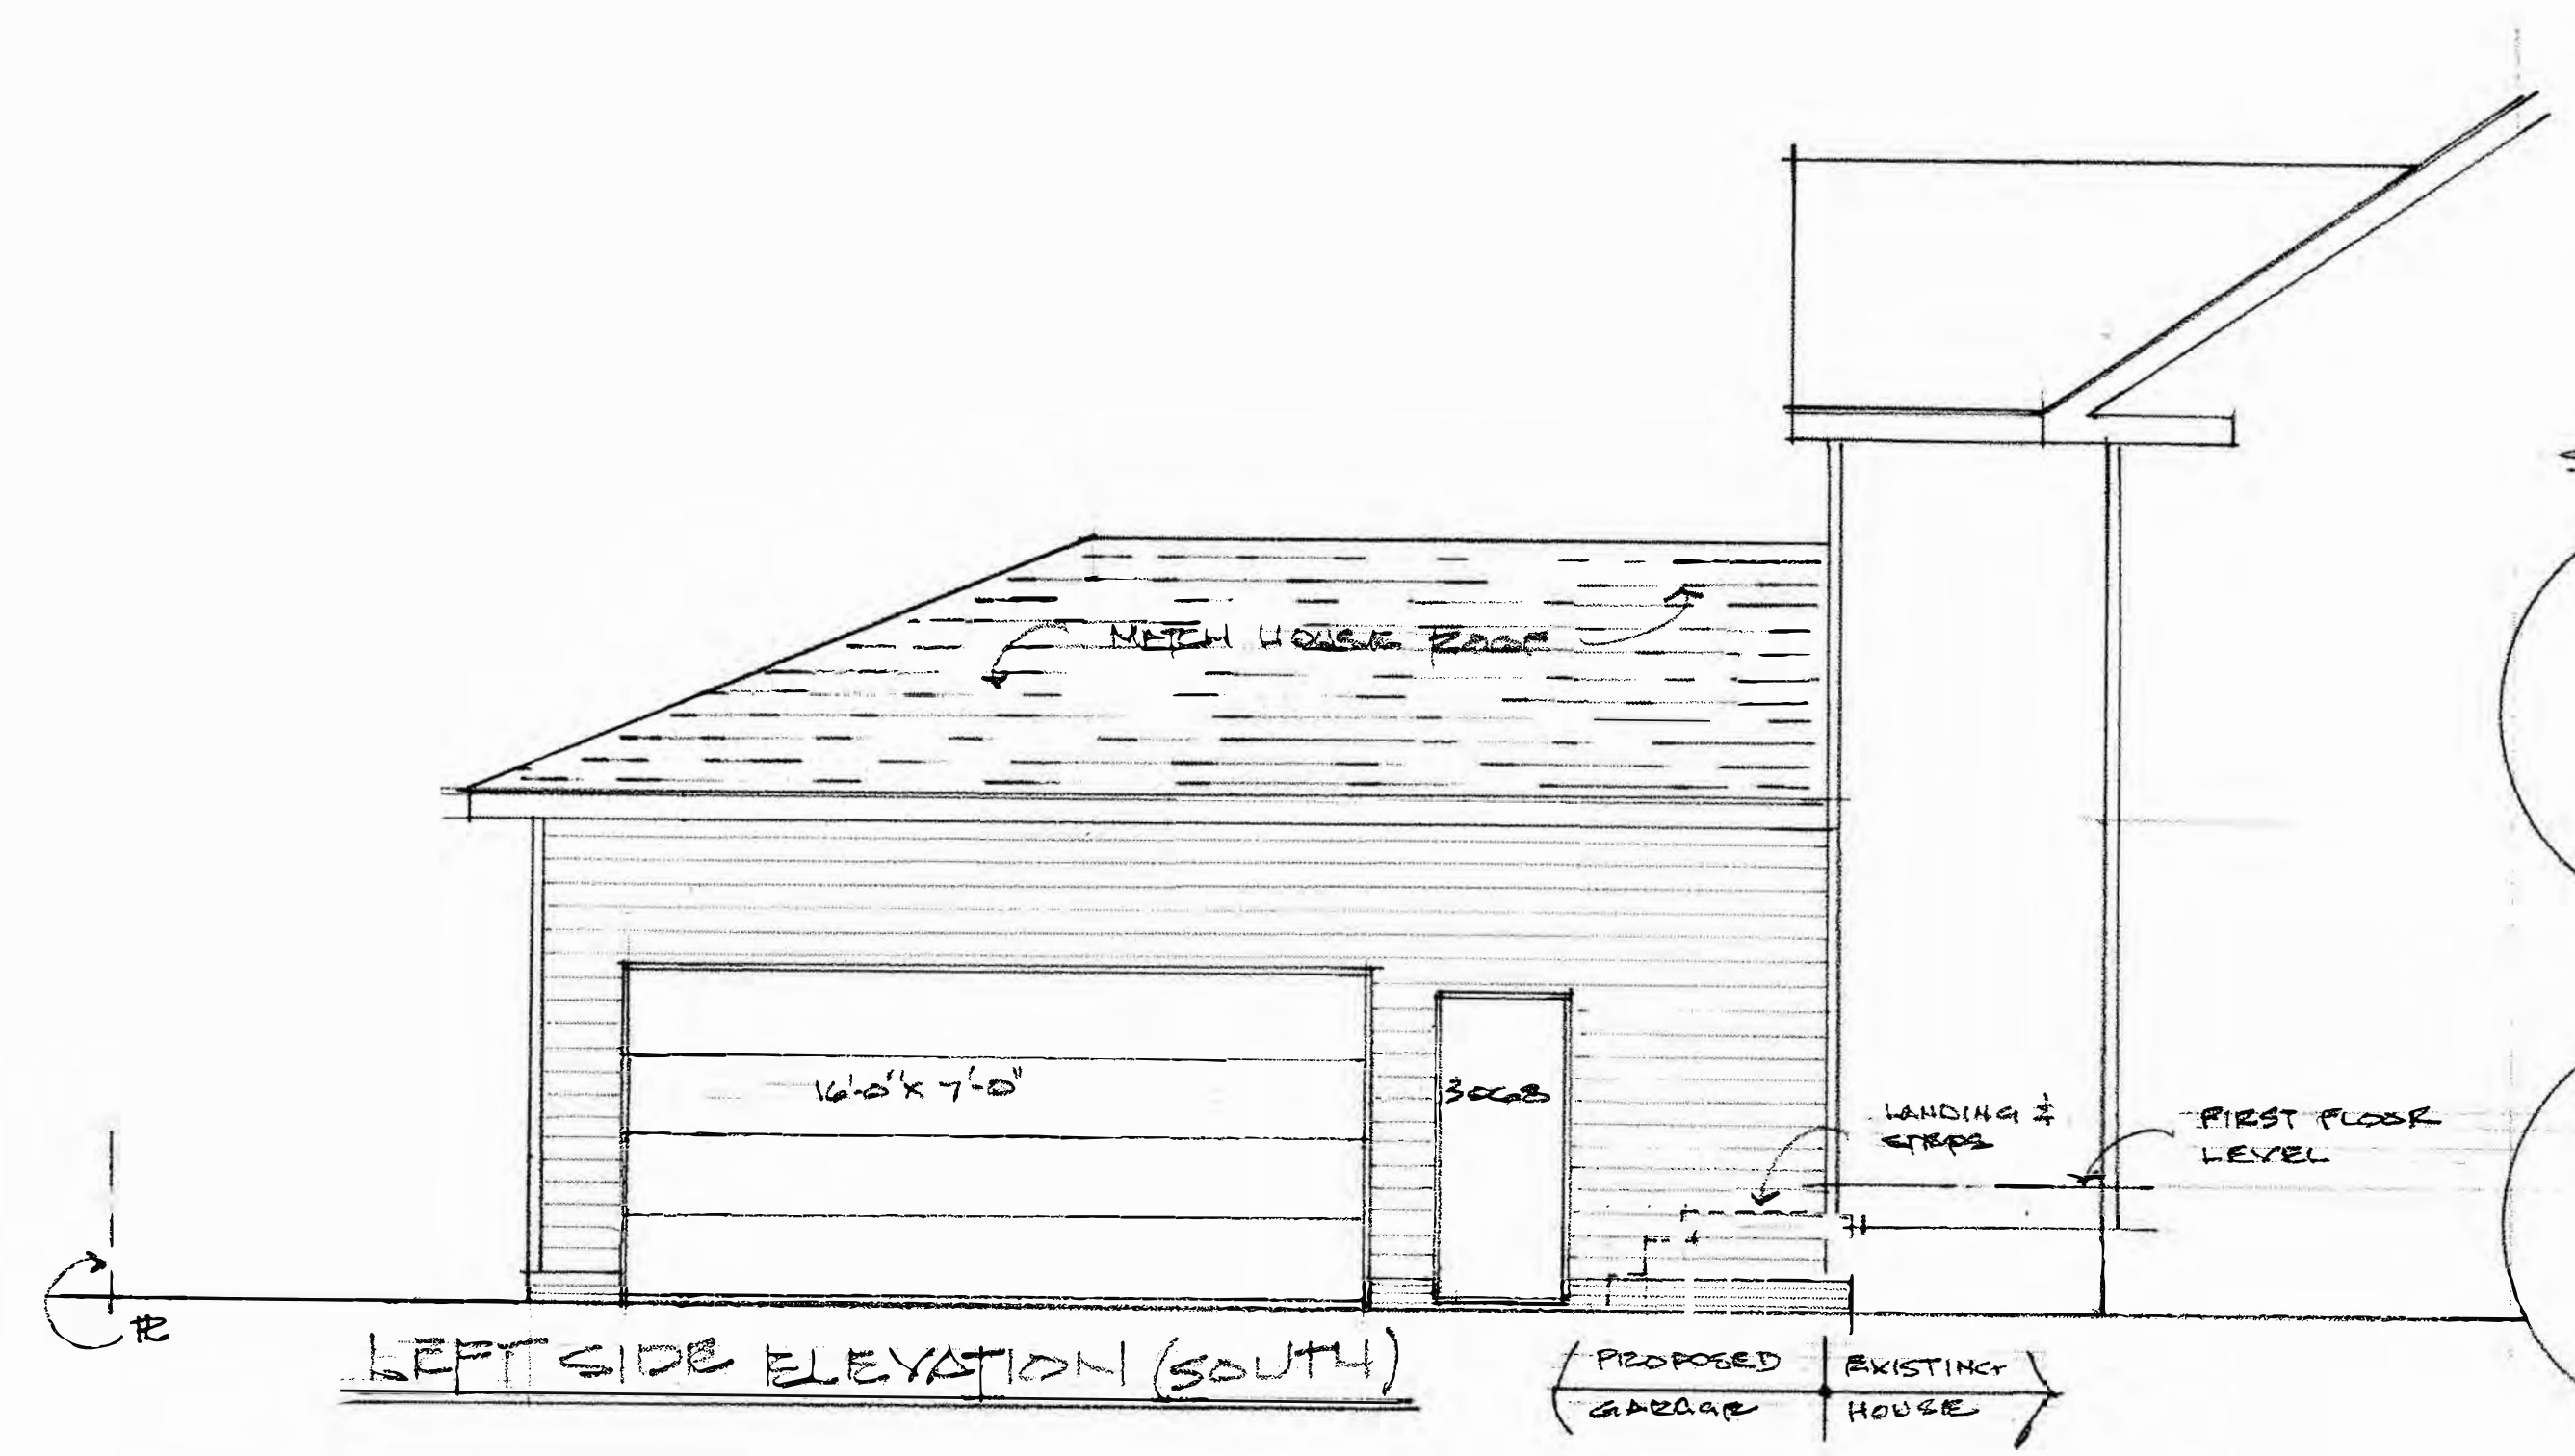 MATCH HOUSE ROOF
16'-0" X 7'-0"
3068
LANDING &
STEPS
FIRST FLOOR
LEVEL
PL
LEFT SIDE ELEVATION (SOUTH)
PROPOSED
GARAGE
EXISTING
HOUSE